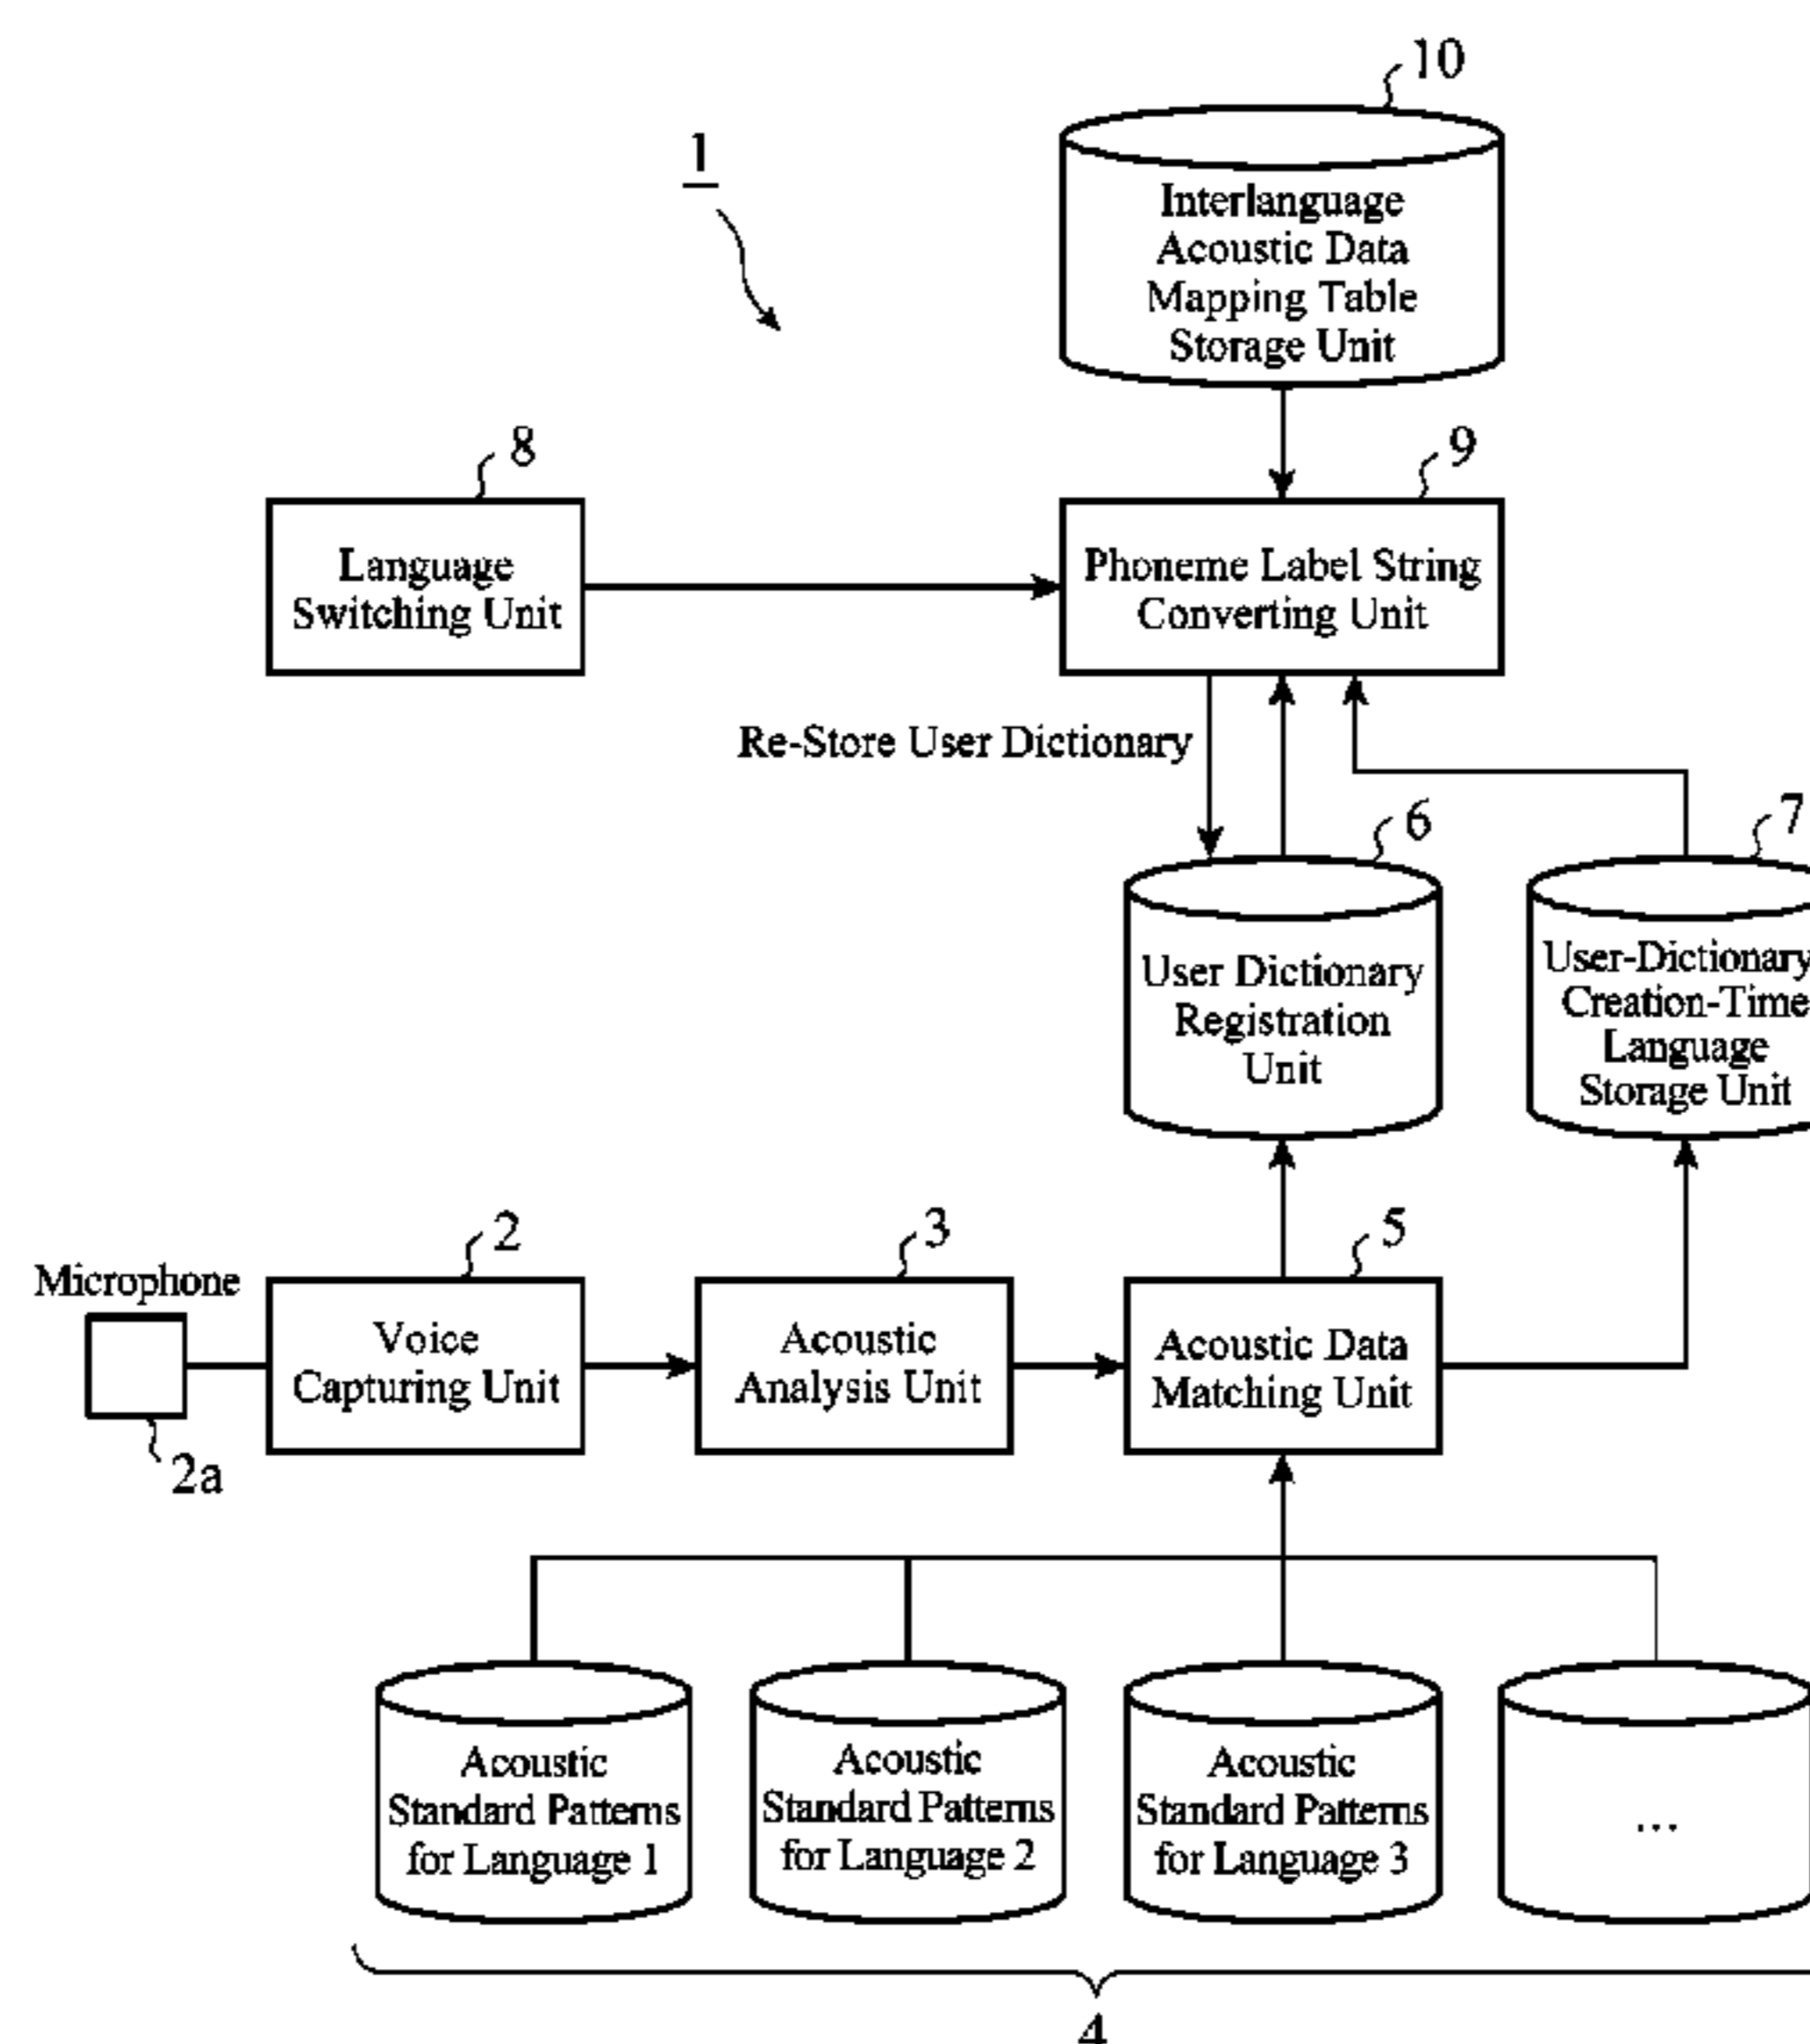 10
1
Interlanguage
Acoustic Data
Mapping Table
Storage Unit
8
9
Language
Switching Unit
Phoneme Label String
Converting Unit
Re-Store User Dictionary
6
7
User Dictionary
Registration
Unit
User-Dictionary
Creation-Time
Language
Storage Unit
2
3
5
Microphone
Voice
Capturing Unit
Acoustic
Analysis Unit
Acoustic Data
Matching Unit
2a
Acoustic
Standard Patterns
for Language 1
Acoustic
Standard Patterns
for Language 2
Acoustic
Standard Patterns
for Language 3
...
4